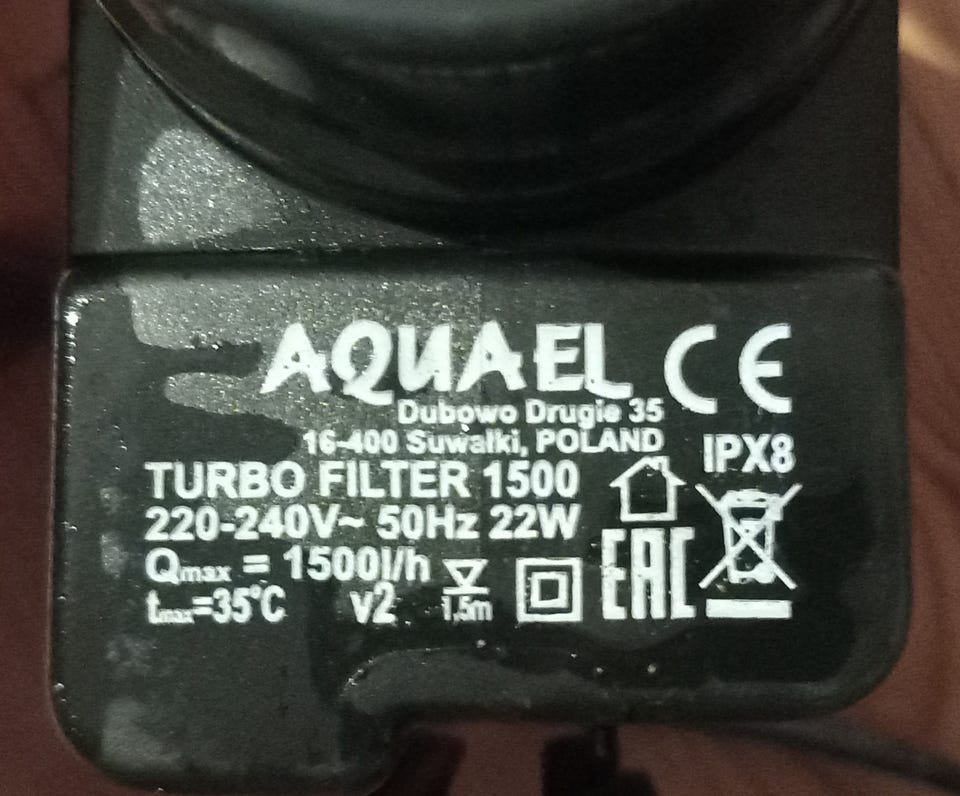 AQUAEL CE
Dubowo Drugie 35
16-400 Suwałki, POLAND
IPX8
TURBO FILTER 1500
220-240V~ 50Hz 22W
Qmax = 1500l/h
tmax=35°C v2 1,5m
EAC